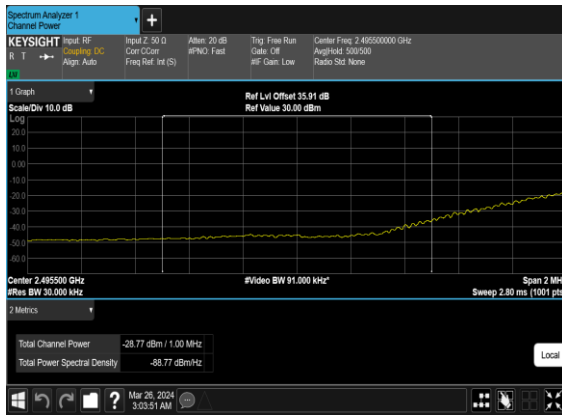 Spectrum Analyzer 1
Channel Power
+
KEYSIGHT
R T
LXI
Input: RF
Coupling: DC
Align: Auto
Input Z: 50 Ω
Corr CCorr
Freq Ref: Int (S)
Atten: 20 dB
#PNO: Fast
Trig: Free Run
Gate: Off
#IF Gain: Low
Center Freq: 2.495500000 GHz
Avg|Hold: 500/500
Radio Std: None
1 Graph
Scale/Div 10.0 dB
Ref Lvl Offset 35.91 dB
Ref Value 30.00 dBm
Log
20.0
10.0
0.00
-10.0
-20.0
-30.0
-40.0
-50.0
-60.0
Center 2.495500 GHz
#Res BW 30.000 kHz
#Video BW 91.000 kHz*
Span 2 MH
Sweep 2.80 ms (1001 pts
2 Metrics
Total Channel Power -28.77 dBm / 1.00 MHz
Total Power Spectral Density -88.77 dBm/Hz
Local
?
Mar 26, 2024
3:03:51 AM